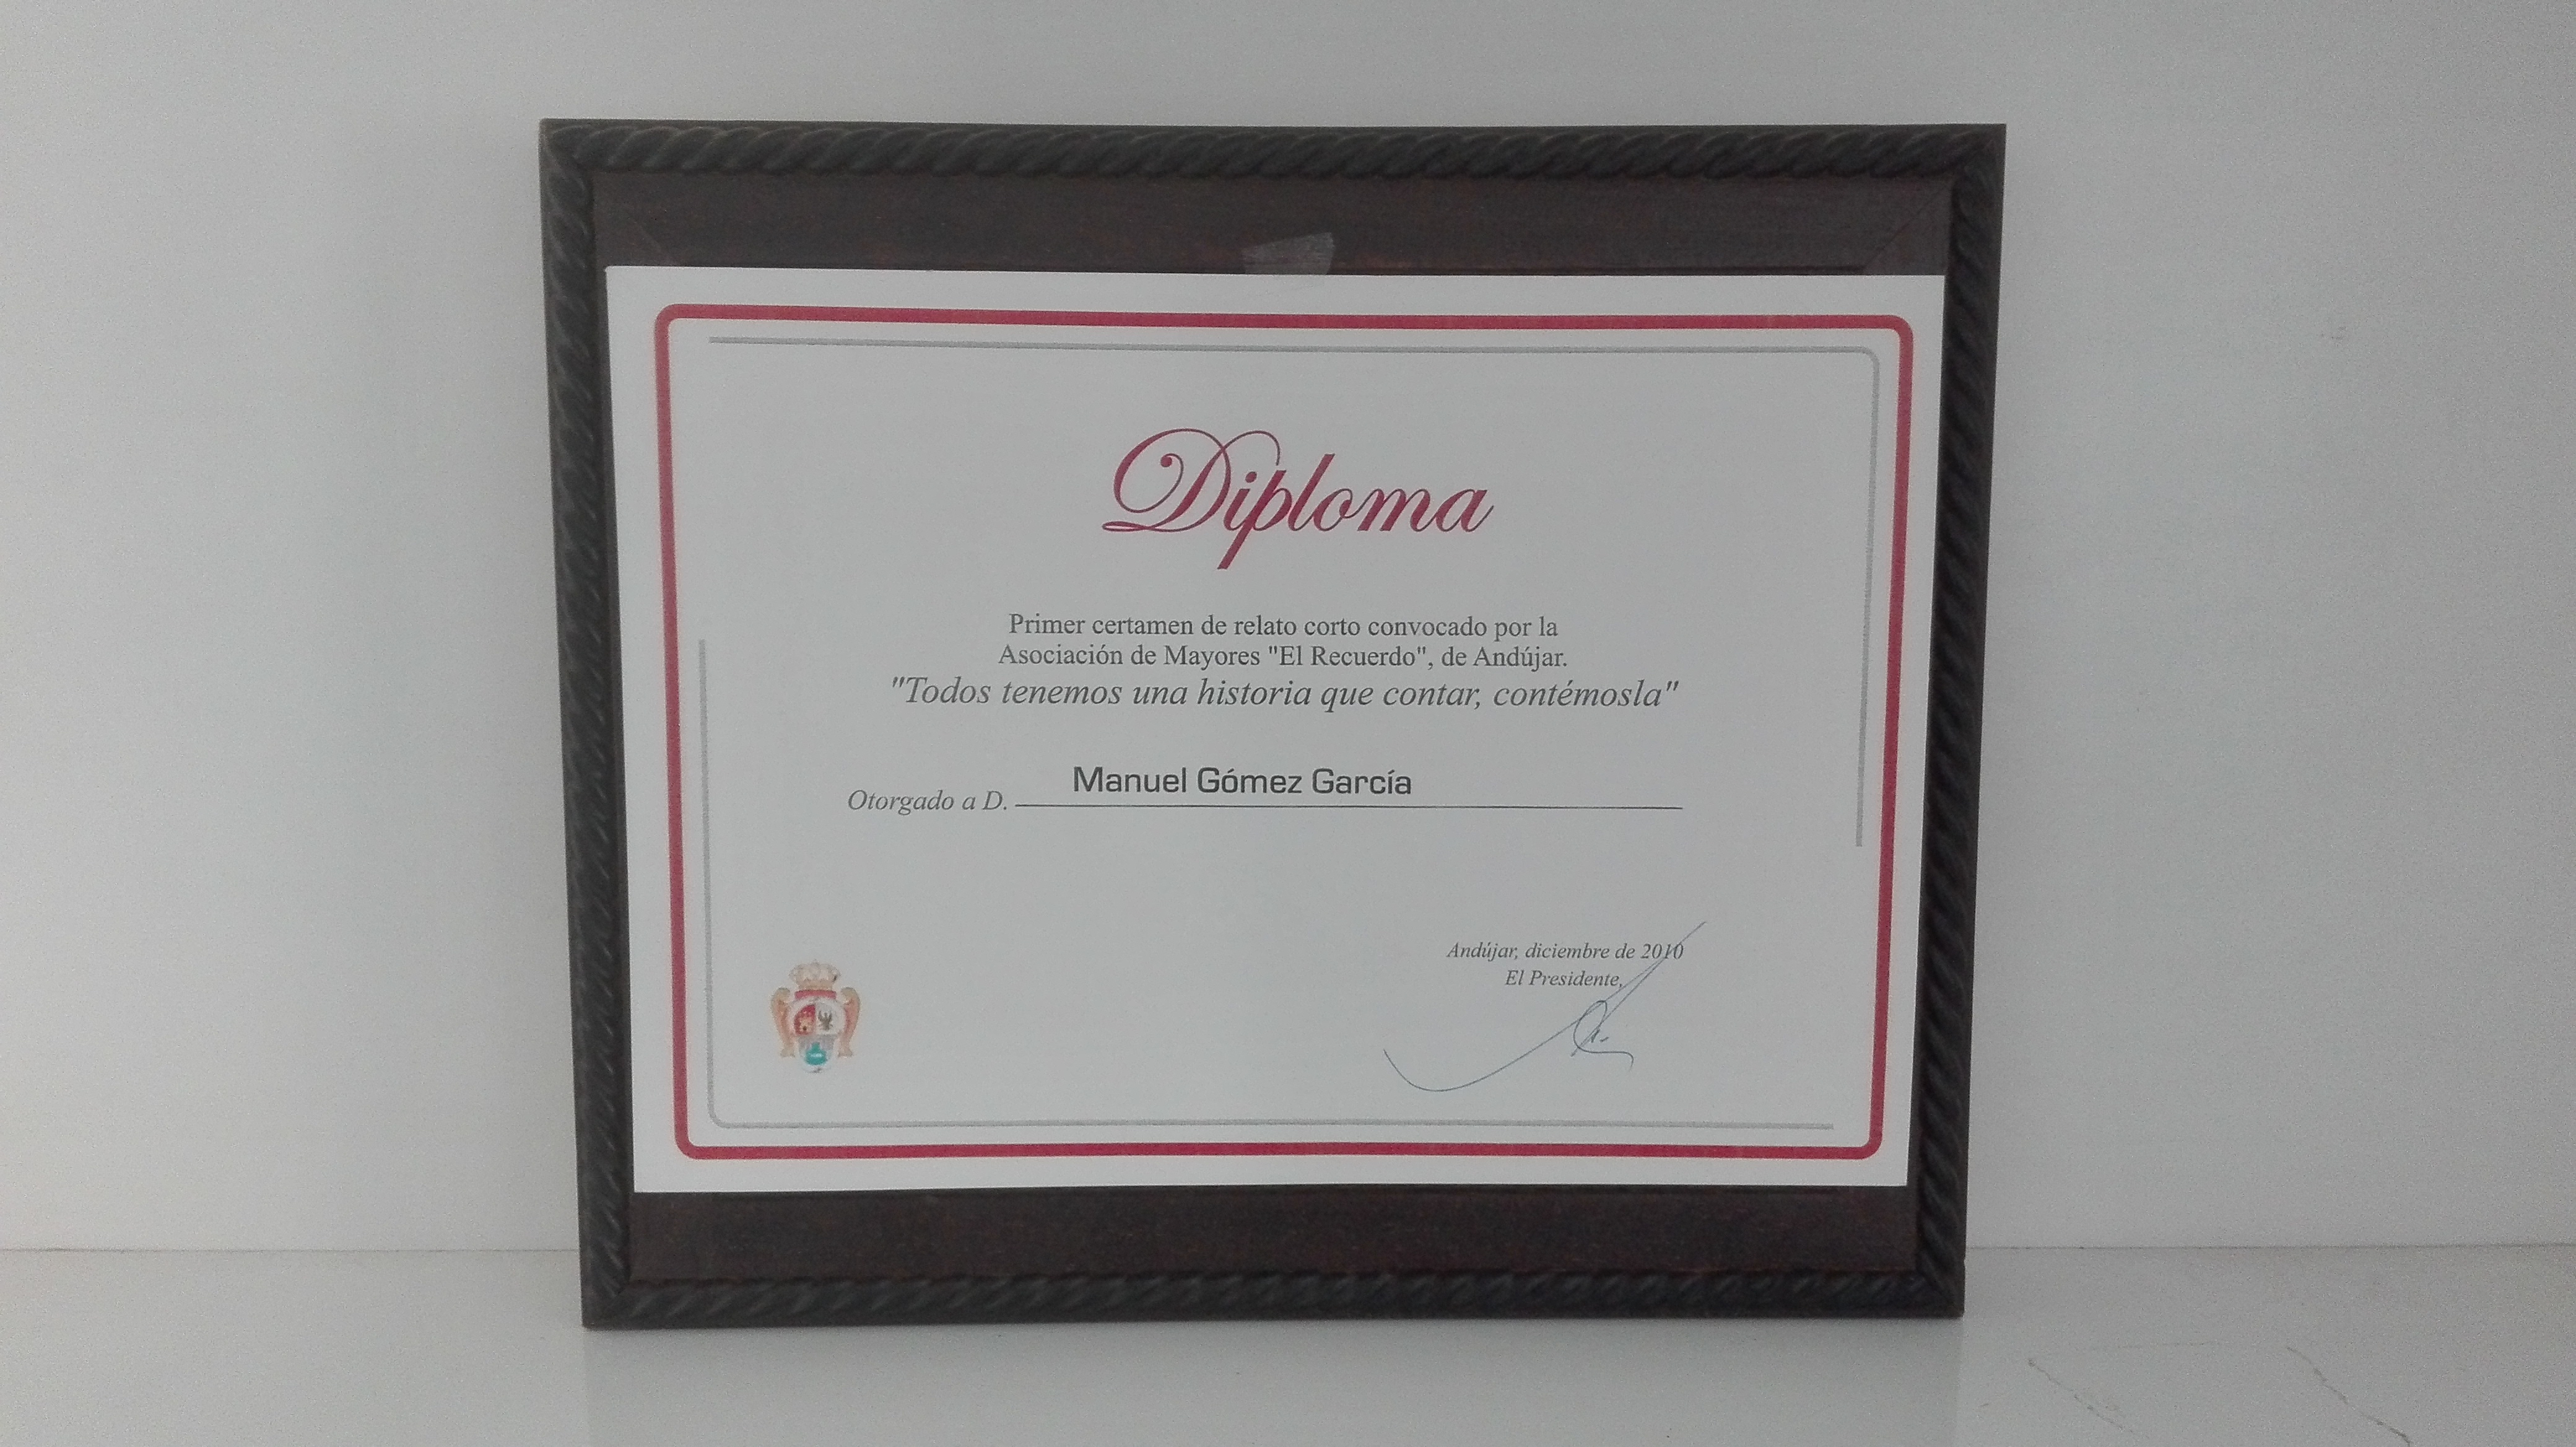 Diploma
Primer certamen de relato corto convocado por la
Asociación de Mayores "El Recuerdo", de Andújar.
"Todos tenemos una historia que contar, contémosla"
Otorgado a D. Manuel Gómez García
Andújar, diciembre de 2010
El Presidente,